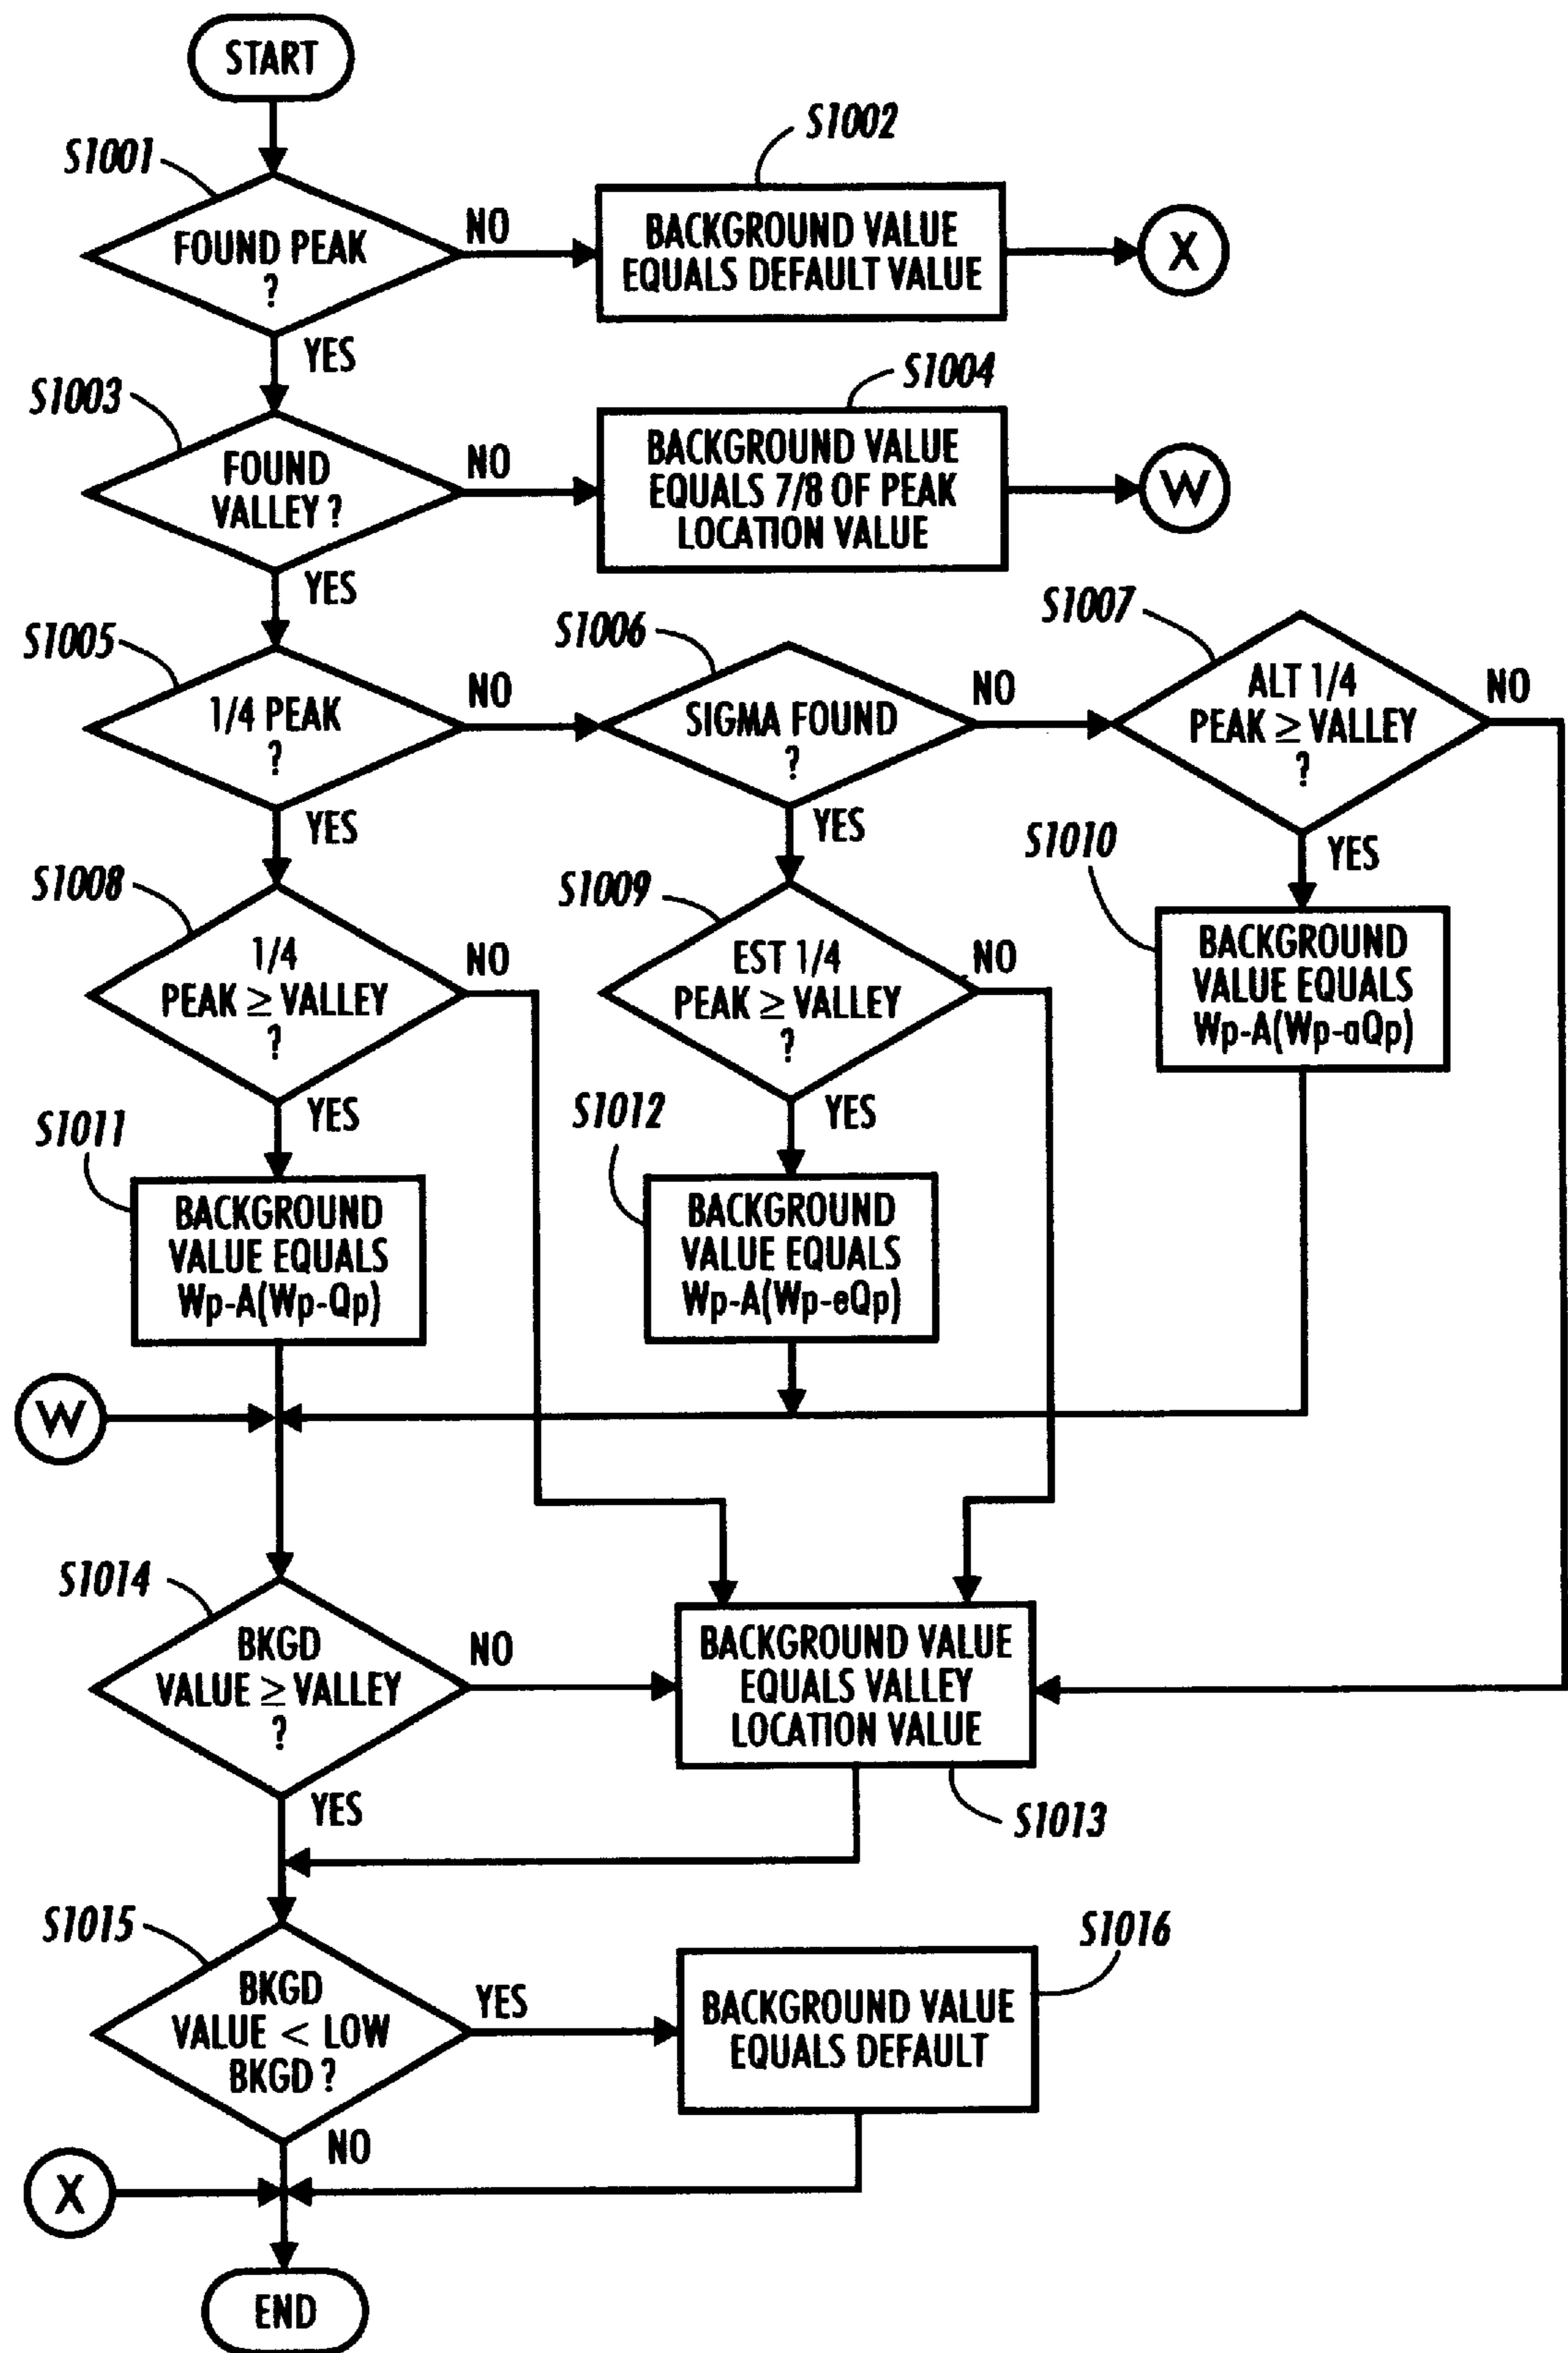 START
S1001
FOUND PEAK
?
NO
YES
S1002
BACKGROUND VALUE
EQUALS DEFAULT VALUE
X
S1003
FOUND
VALLEY ?
NO
YES
S1004
BACKGROUND VALUE
EQUALS 7/8 OF PEAK
LOCATION VALUE
W
S1005
1/4 PEAK
?
NO
YES
S1006
SIGMA FOUND
?
NO
YES
S1007
ALT 1/4
PEAK ≥ VALLEY
?
NO
YES
S1008
1/4
PEAK ≥ VALLEY
?
NO
YES
S1009
EST 1/4
PEAK ≥ VALLEY
?
NO
YES
S1010
BACKGROUND
VALUE EQUALS
Wp-A(Wp-aQp)
S1011
BACKGROUND
VALUE EQUALS
Wp-A(Wp-Qp)
S1012
BACKGROUND
VALUE EQUALS
Wp-A(Wp-eQp)
W
S1014
BKGD
VALUE ≥ VALLEY
?
NO
YES
BACKGROUND VALUE
EQUALS VALLEY
LOCATION VALUE
S1013
S1015
BKGD
VALUE < LOW
BKGD ?
YES
NO
S1016
BACKGROUND VALUE
EQUALS DEFAULT
X
END